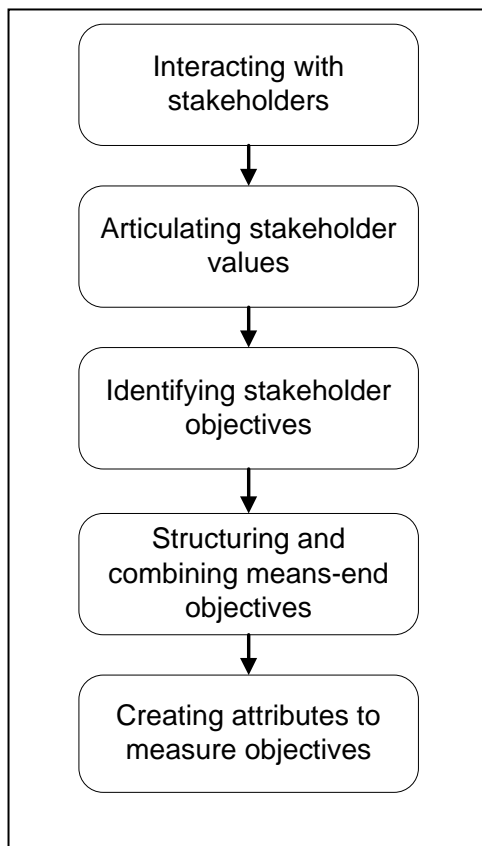 Interacting with
stakeholders
Articulating stakeholder
values
Identifying stakeholder
objectives
Structuring and
combining means-end
objectives
Creating attributes to
measure objectives